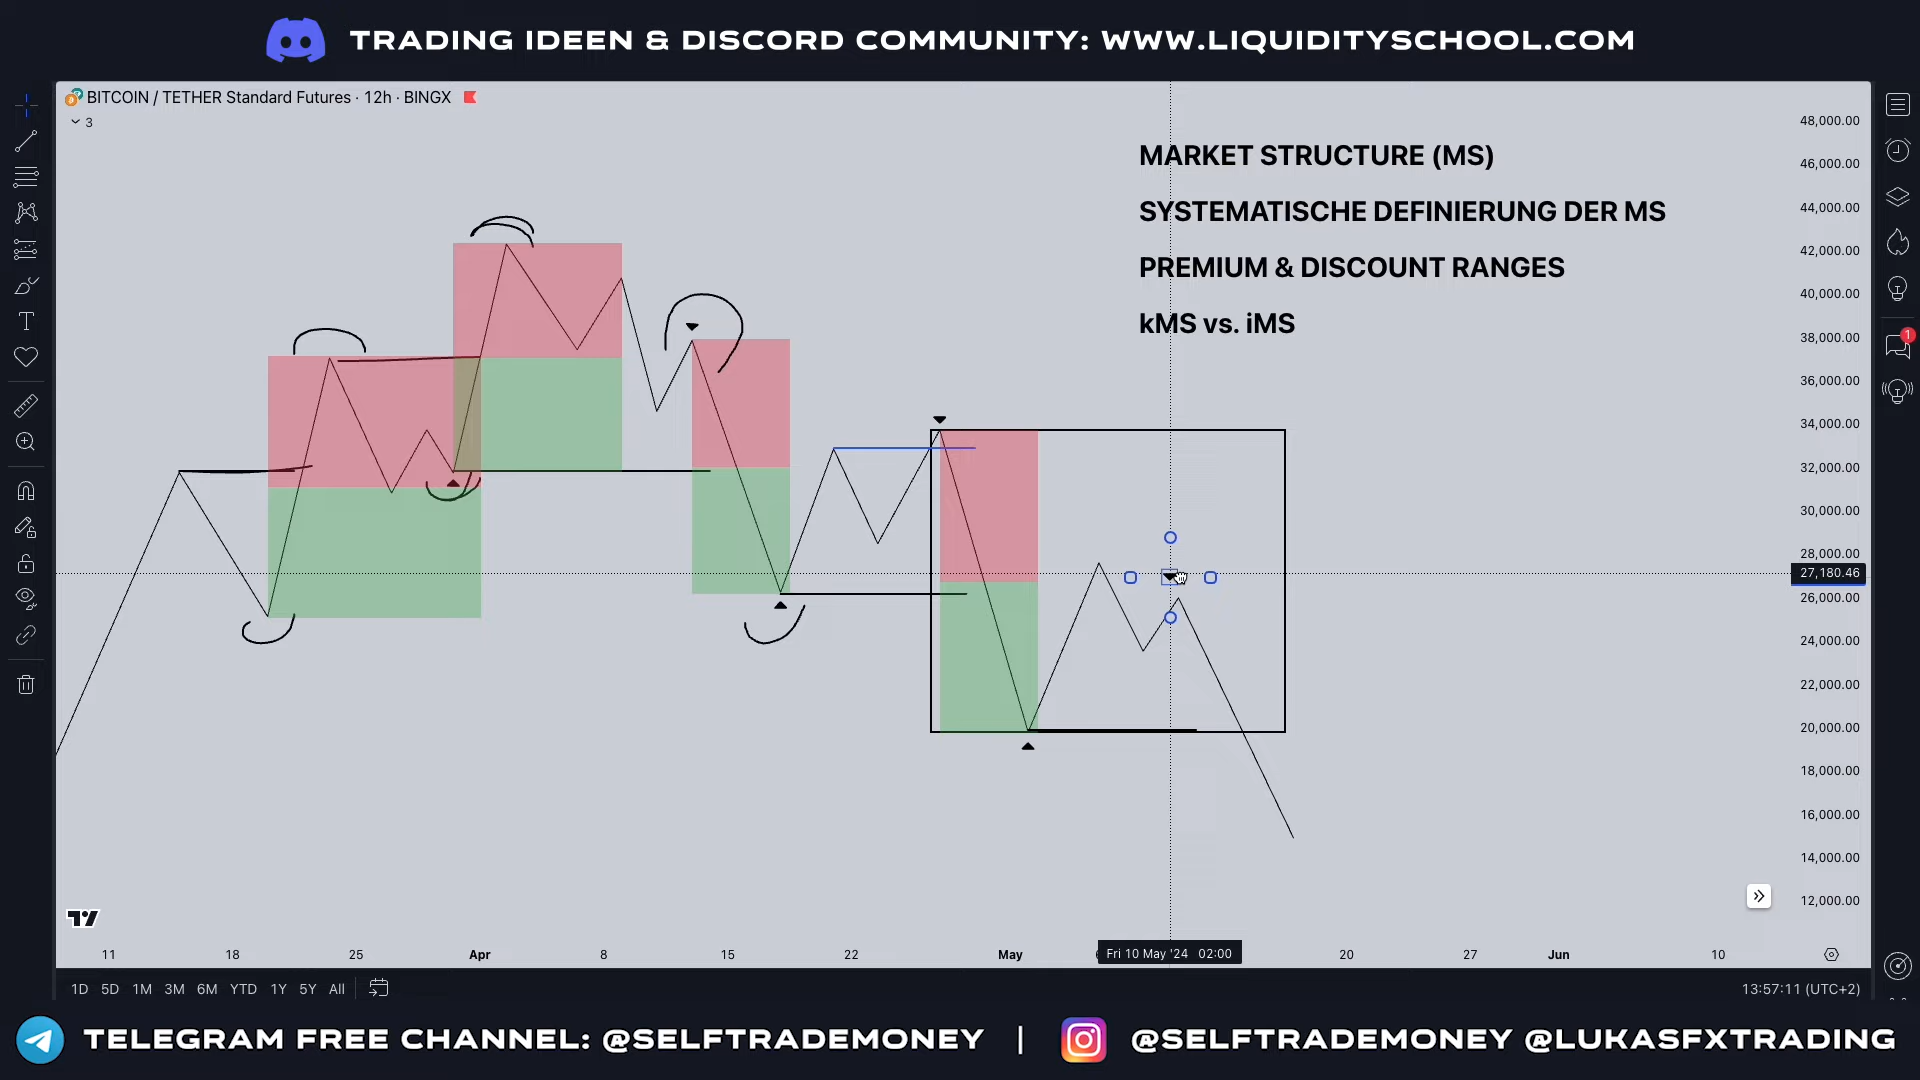 TRADING IDEEN & DISCORD COMMUNITY: WWW.LIQUIDITYSCHOOL.COM
BITCOIN / TETHER Standard Futures · 12h · BINGX
3
MARKET STRUCTURE (MS)
SYSTEMATISCHE DEFINIERUNG DER MS
PREMIUM & DISCOUNT RANGES
kMS vs. iMS
48,000.00
46,000.00
44,000.00
42,000.00
40,000.00
38,000.00
36,000.00
34,000.00
32,000.00
30,000.00
28,000.00
27,180.46
26,000.00
24,000.00
22,000.00
20,000.00
18,000.00
16,000.00
14,000.00
12,000.00
1
11 18 25 Apr 8 15 22 May Fri 10 May '24 02:00 20 27 Jun 10
1D 5D 1M 3M 6M YTD 1Y 5Y All
13:57:11 (UTC+2)
TELEGRAM FREE CHANNEL: @SELFTRADEMONEY | @SELFTRADEMONEY @LUKASFXTRADING